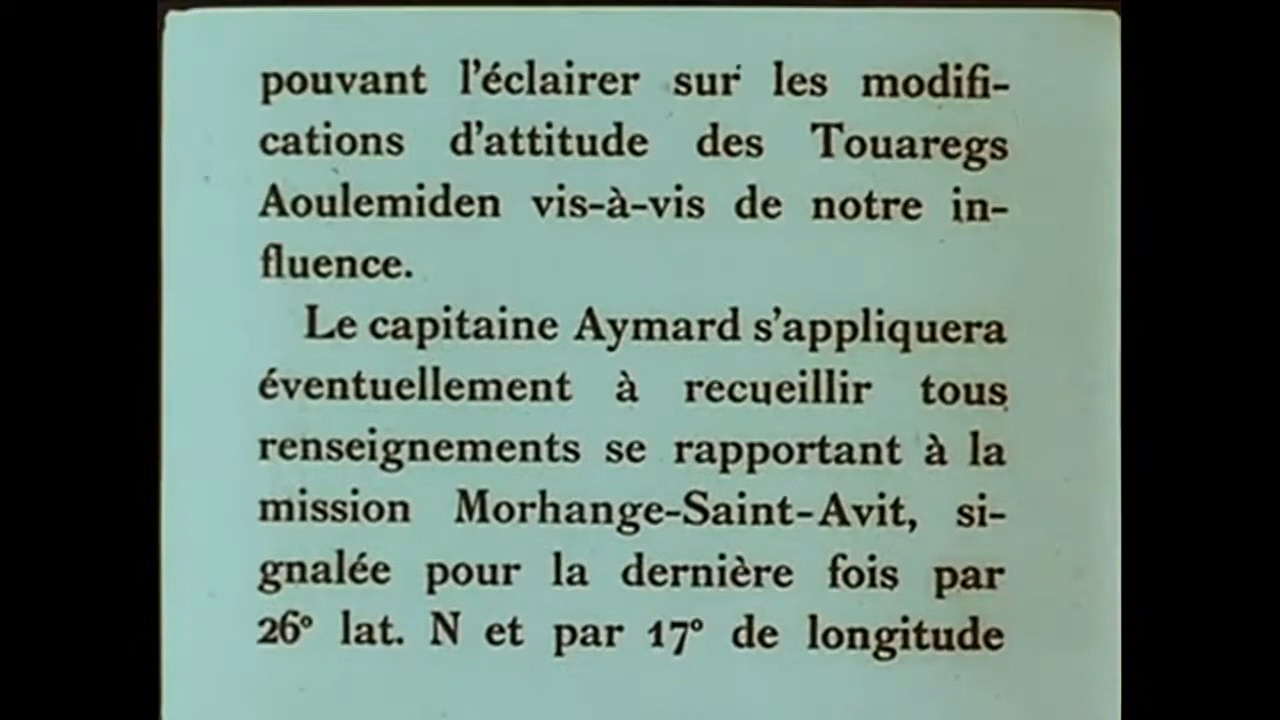 pouvant l'éclairer sur les modifi-
cations d'attitude des Touaregs
Aoulemiden vis-à-vis de notre in-
fluence.
Le capitaine Aymard s'appliquera
éventuellement à recueillir tous
renseignements se rapportant à la
mission Morhange-Saint-Avit, si-
gnalée pour la dernière fois par
26° lat. N et par 17° de longitude